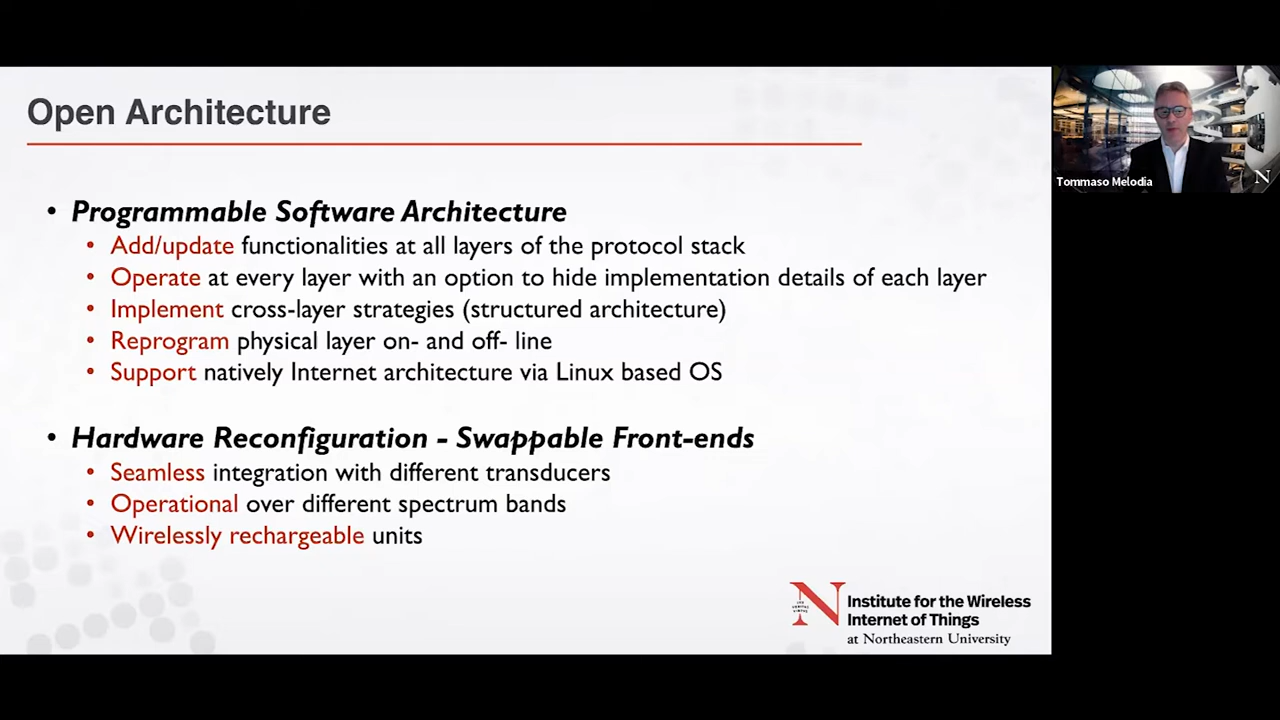 Open Architecture
• Programmable Software Architecture
• Add/update functionalities at all layers of the protocol stack
• Operate at every layer with an option to hide implementation details of each layer
• Implement cross-layer strategies (structured architecture)
• Reprogram physical layer on- and off- line
• Support natively Internet architecture via Linux based OS
• Hardware Reconfiguration - Swappable Front-ends
• Seamless integration with different transducers
• Operational over different spectrum bands
• Wirelessly rechargeable units
N Institute for the Wireless
Internet of Things
at Northeastern University
Tommaso Melodia
N